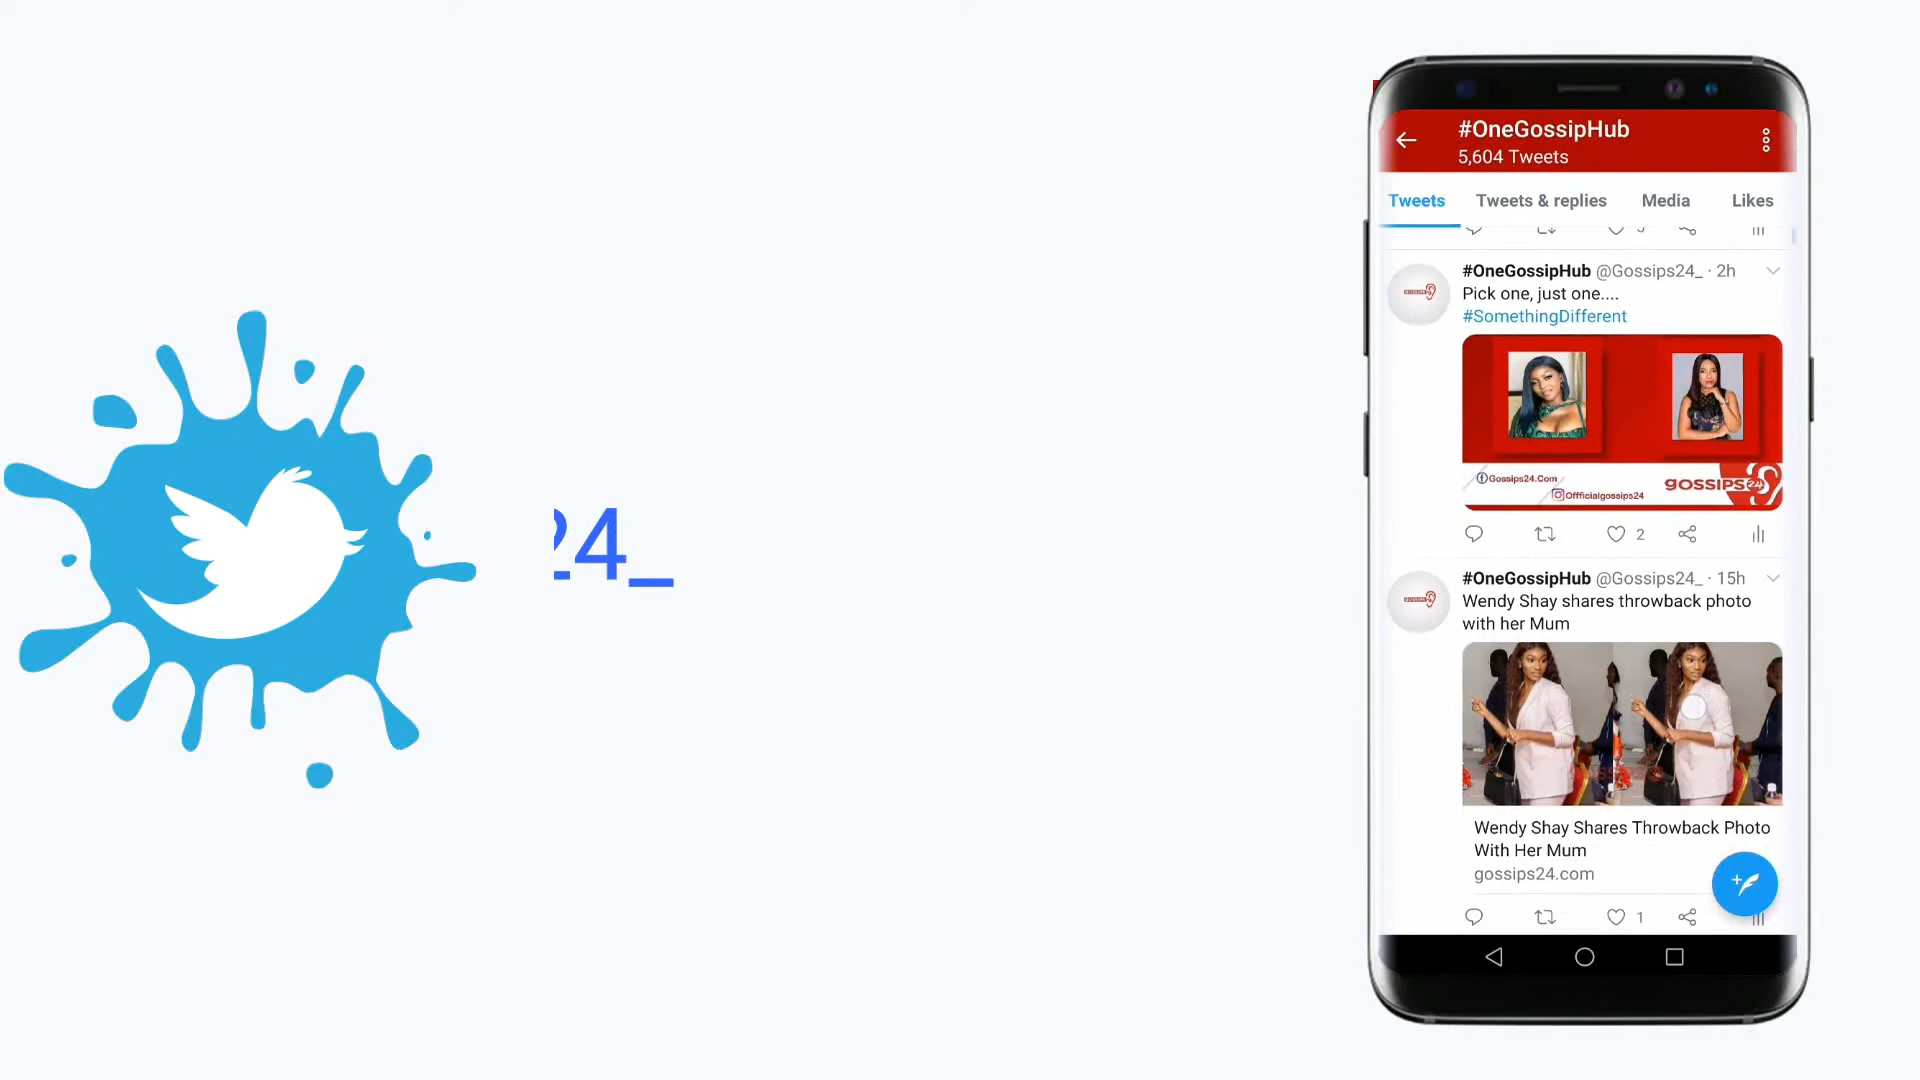 24_
#OneGossipHub
5,604 Tweets
Tweets Tweets & replies Media Likes
#OneGossipHub @Gossips24_ · 2h
Pick one, just one....
#SomethingDifferent
Gossips24.Com
Offficialgossips24
gossips24
2
#OneGossipHub @Gossips24_ · 15h
Wendy Shay shares throwback photo
with her Mum
Wendy Shay Shares Throwback Photo
With Her Mum
gossips24.com
1